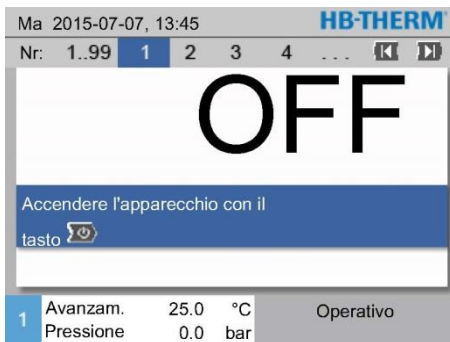 Ma 2015-07-07, 13:45 HB-THERM
Nr: 1..99 1 2 3 4 ...
OFF
Accendere l'apparecchio con il
tasto
1 Avanzam. 25.0 °C Operativo
Pressione 0.0 bar